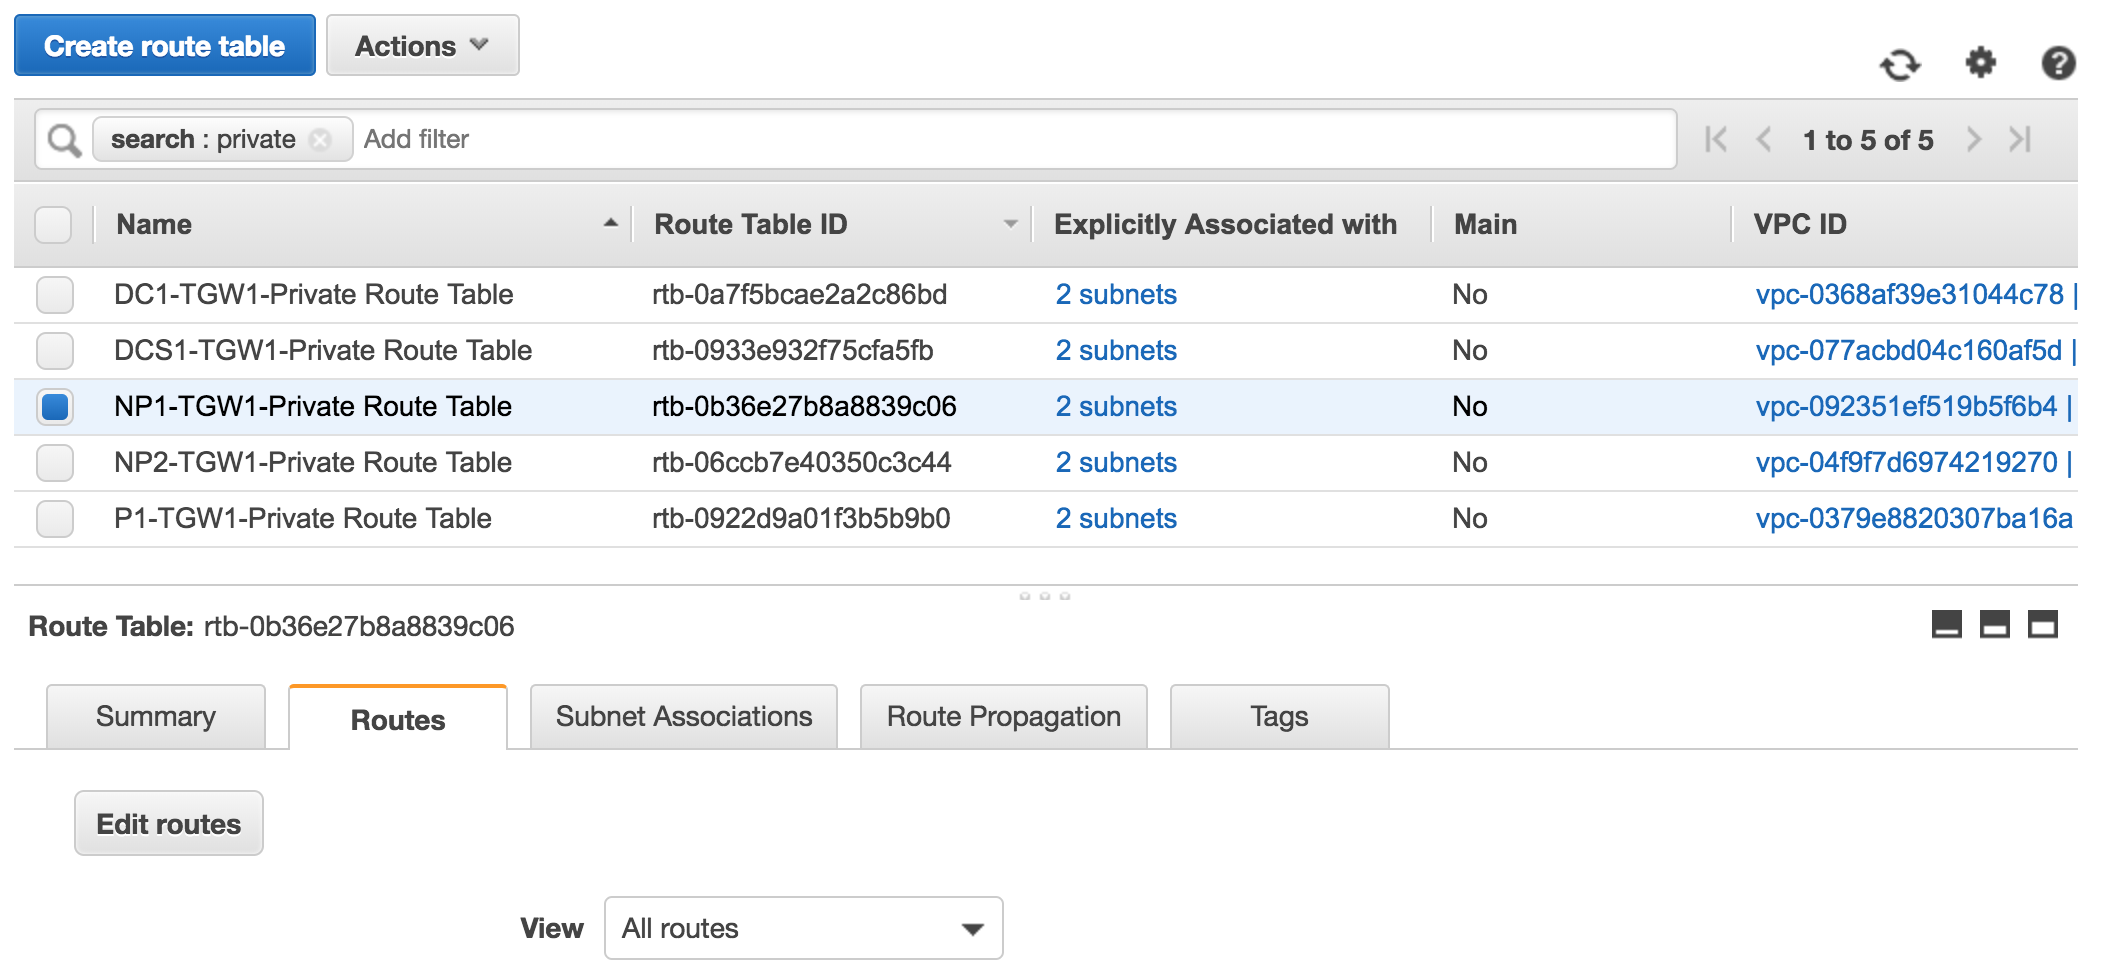 Create route table Actions
search : private Add filter 1 to 5 of 5
Name Route Table ID Explicitly Associated with Main VPC ID
DC1-TGW1-Private Route Table rtb-0a7f5bcae2a2c86bd 2 subnets No vpc-0368af39e31044c78 |
DCS1-TGW1-Private Route Table rtb-0933e932f75cfa5fb 2 subnets No vpc-077acbd04c160af5d |
NP1-TGW1-Private Route Table rtb-0b36e27b8a8839c06 2 subnets No vpc-092351ef519b5f6b4 |
NP2-TGW1-Private Route Table rtb-06ccb7e40350c3c44 2 subnets No vpc-04f9f7d6974219270 |
P1-TGW1-Private Route Table rtb-0922d9a01f3b5b9b0 2 subnets No vpc-0379e8820307ba16a
Route Table: rtb-0b36e27b8a8839c06
Summary Routes Subnet Associations Route Propagation Tags
Edit routes
View All routes